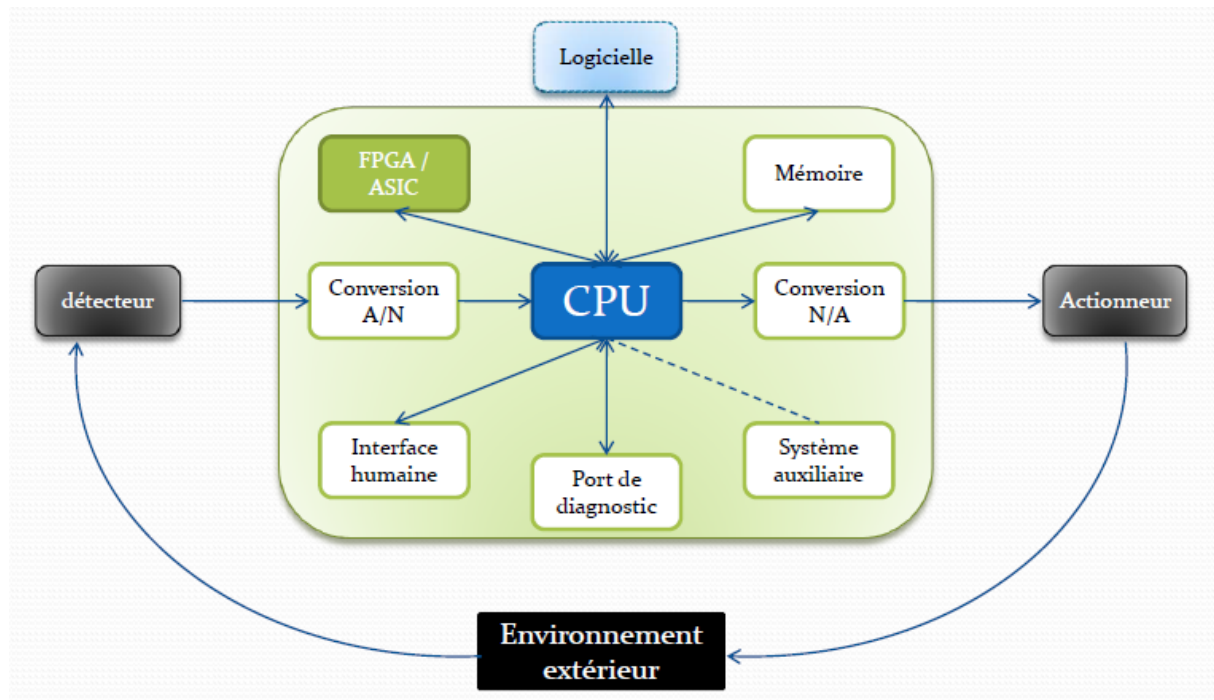 Logicielle
FPGA /
ASIC
Mémoire
détecteur
Conversion
A/N
CPU
Conversion
N/A
Actionneur
Interface
humaine
Port de
diagnostic
Système
auxiliaire
Environnement
extérieur